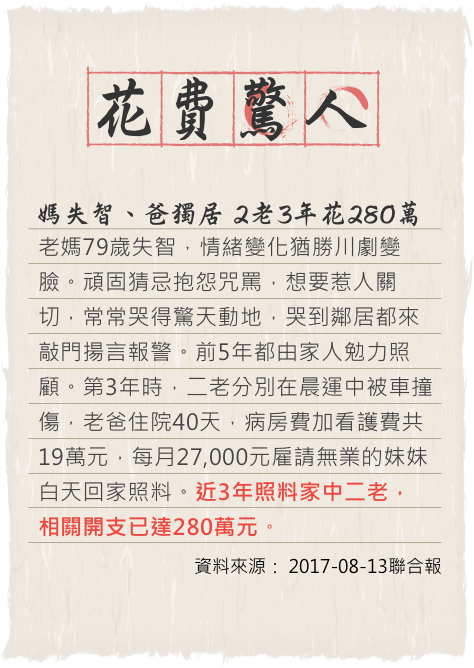 花費驚人
媽失智、爸獨居 2老3年花280萬
老媽79歲失智，情緒變化猶勝川劇變
臉。頑固猜忌抱怨咒罵，想要惹人關
切，常常哭得驚天動地，哭到鄰居都來
敲門揚言報警。前5年都由家人勉力照
顧。第3年時，二老分別在晨運中被車撞
傷，老爸住院40天，病房費加看護費共
19萬元，每月27,000元雇請無業的妹妹
白天回家照料。近3年照料家中二老，
相關開支已達280萬元。
資料來源： 2017-08-13聯合報